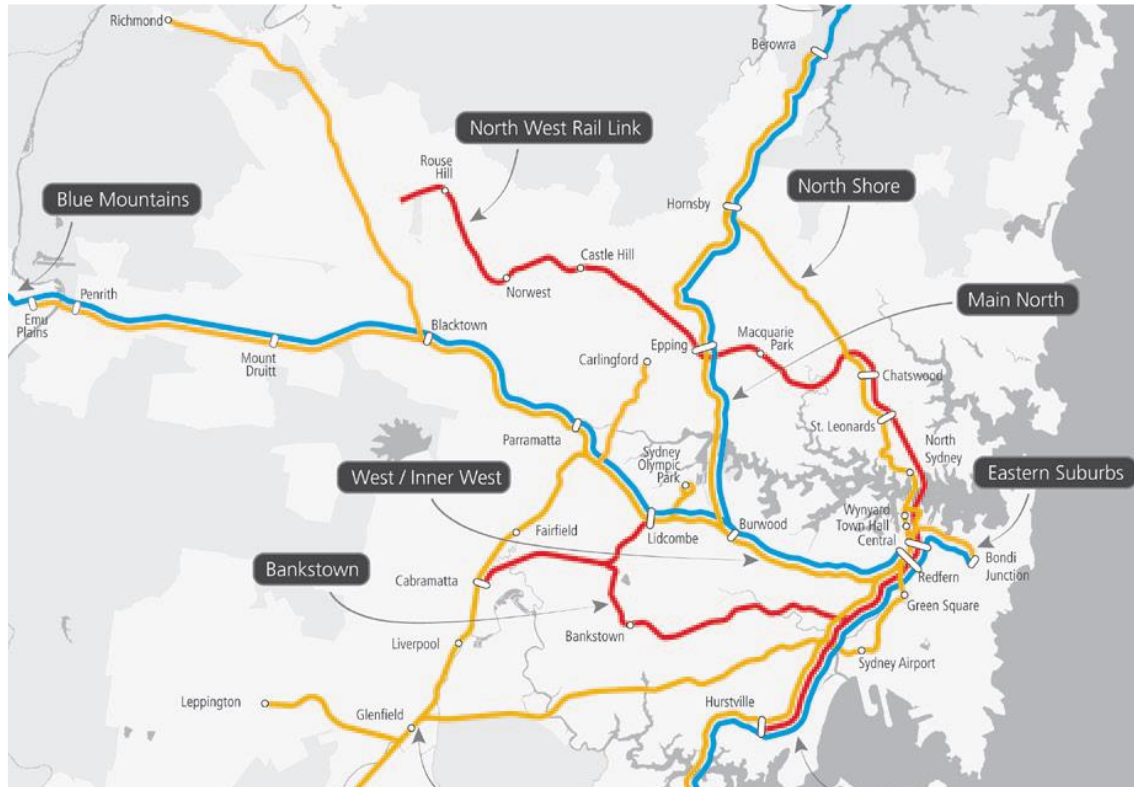 Richmond
Berowra
North West Rail Link
Rouse
Hill
North Shore
Blue Mountains
Hornsby
Castle Hill
Norwest
Main North
Penrith
Emu
Plains
Blacktown
Mount
Druitt
Epping
Macquarie
Park
Carlingford
Chatswood
St. Leonards
Parramatta
North
Sydney
Sydney
Olympic
Park
West / Inner West
Eastern Suburbs
Wynyard
Town Hall
Central
Burwood
Lidcombe
Fairfield
Bondi
Junction
Redfern
Bankstown
Cabramatta
Green Square
Bankstown
Liverpool
Sydney Airport
Leppington
Hurstville
Glenfield